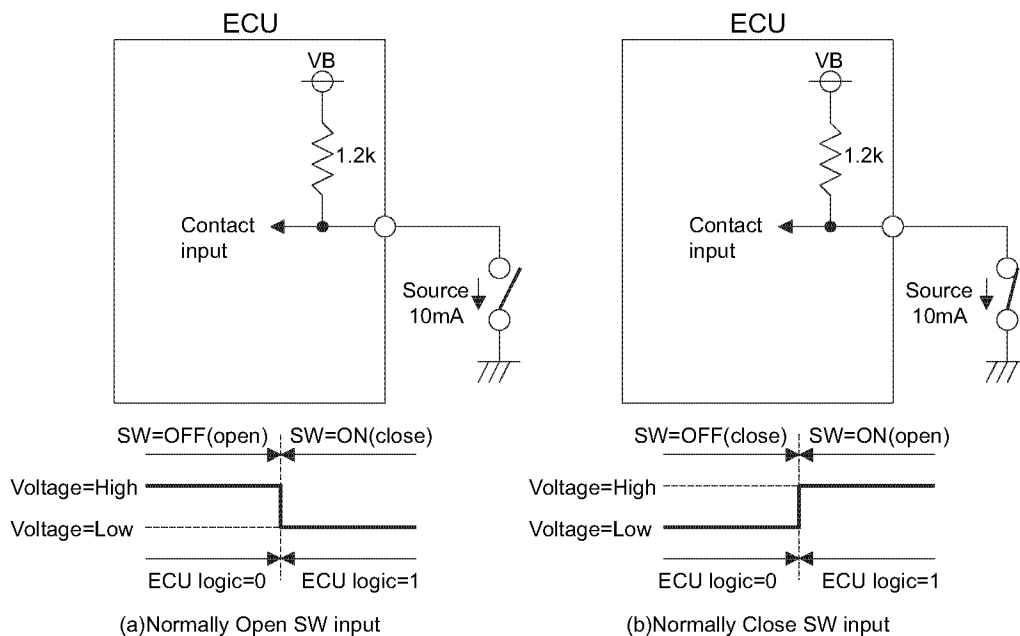 ECU
VB
1.2k
Contact
input
Source
10mA
SW=OFF(open)
SW=ON(close)
Voltage=High
Voltage=Low
ECU logic=0
ECU logic=1
(a)Normally Open SW input
ECU
VB
1.2k
Contact
input
Source
10mA
SW=OFF(close)
SW=ON(open)
Voltage=High
Voltage=Low
ECU logic=0
ECU logic=1
(b)Normally Close SW input